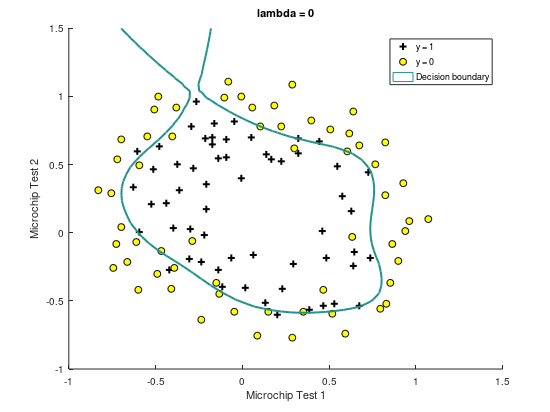 lambda = 0
1.5
1
0.5
0
-0.5
-1
Microchip Test 2
y = 1
y = 0
Decision boundary
-1 -0.5 0 0.5 1 1.5
Microchip Test 1